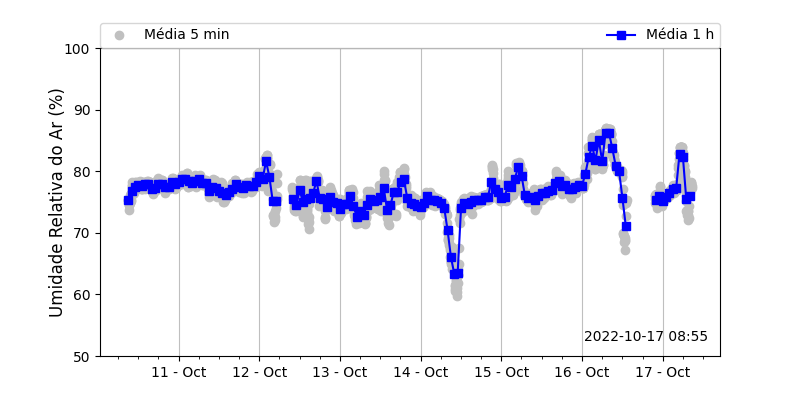 Média 5 min
Média 1 h
Umidade Relativa do Ar (%)
100
90
80
70
60
50
2022-10-17 08:55
11 - Oct
12 - Oct
13 - Oct
14 - Oct
15 - Oct
16 - Oct
17 - Oct